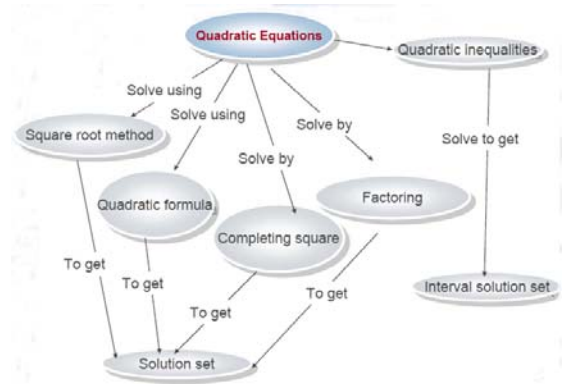 Quadratic Equations
Quadratic inequalities
Solve using
Solve using
Solve by
Solve by
Solve to get
Square root method
Quadratic formula
Completing square
Factoring
To get
To get
To get
To get
Interval solution set
Solution set